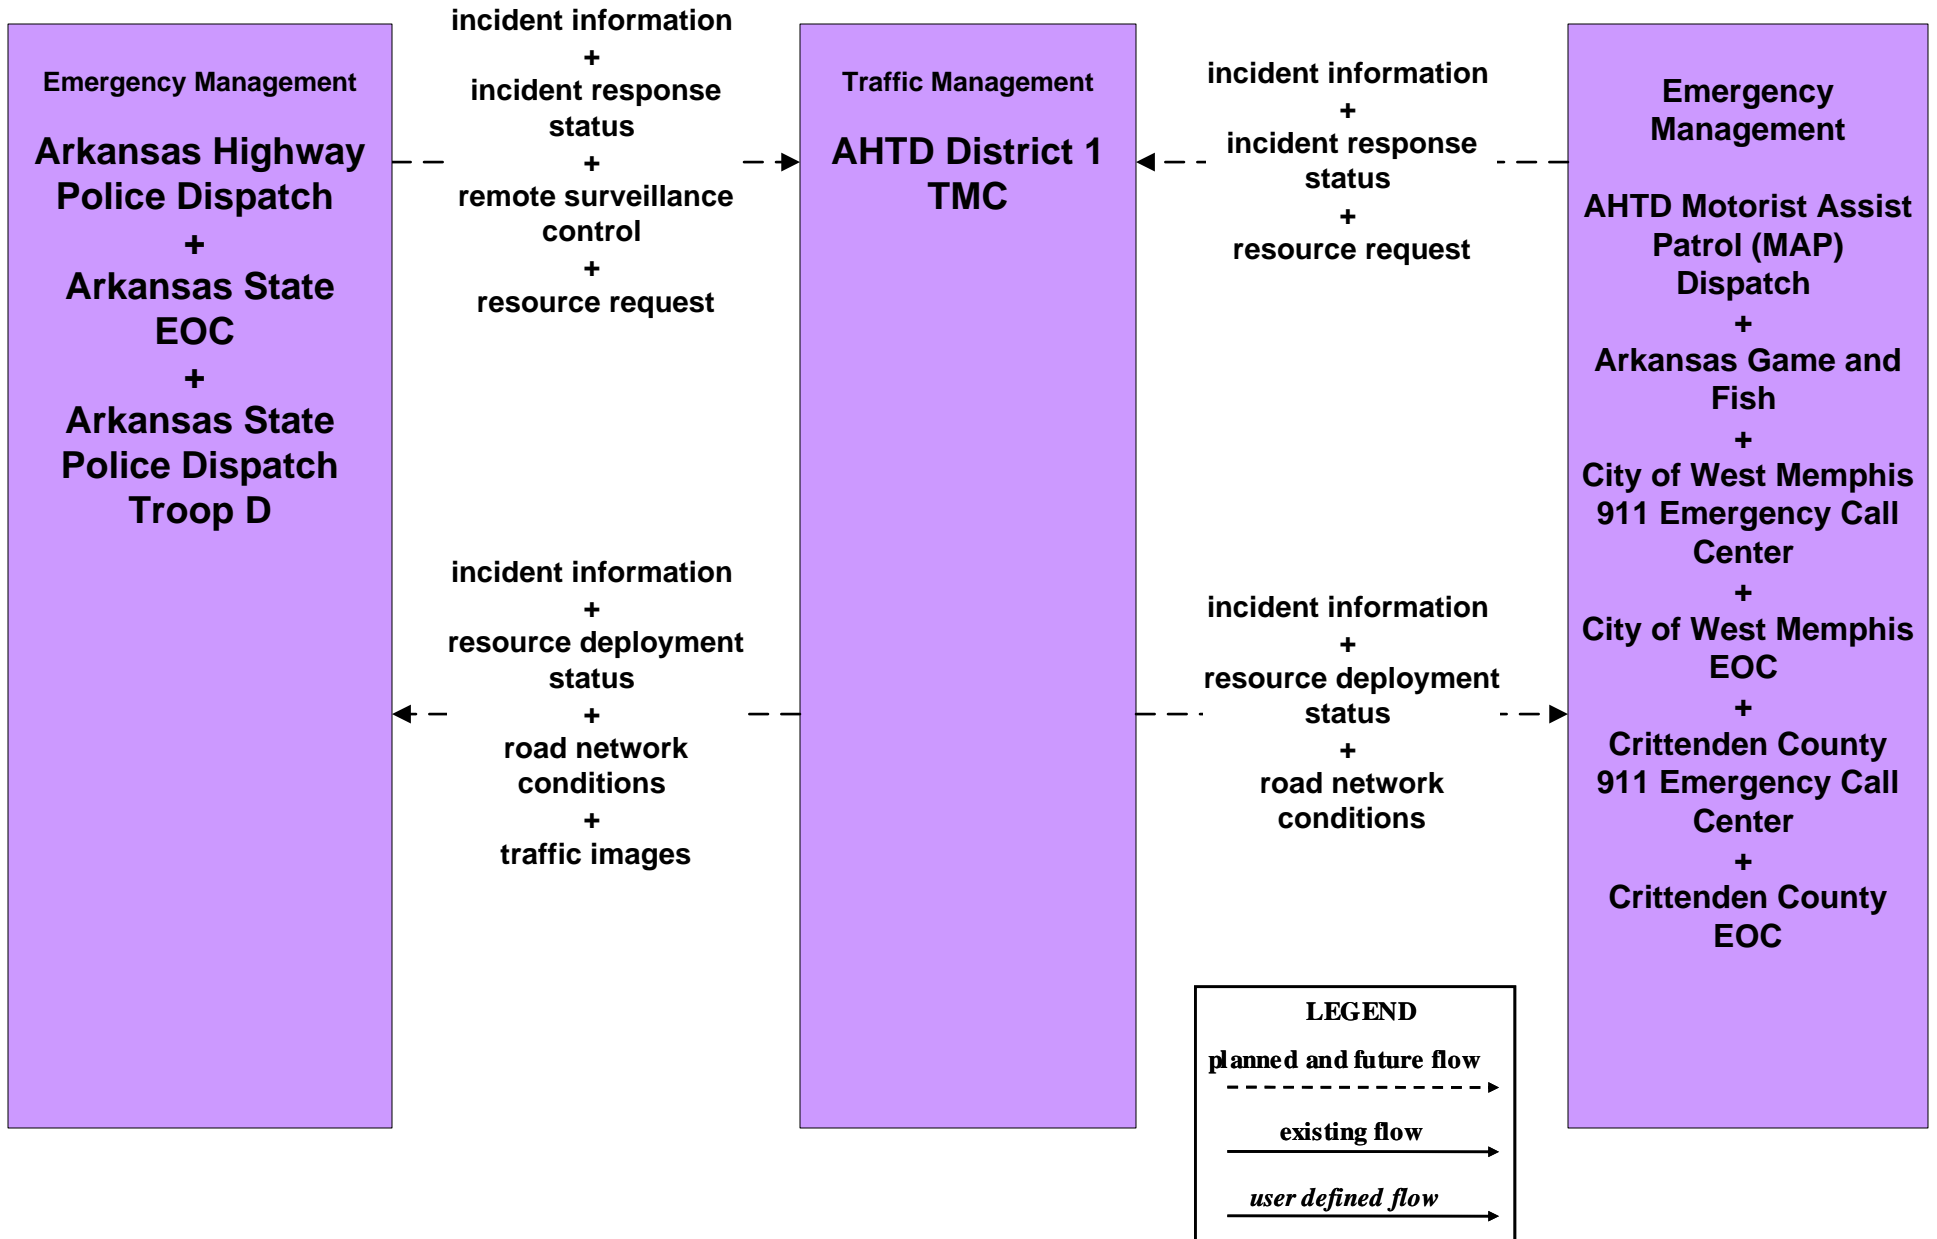 Emergency Management
Arkansas Highway
Police Dispatch
+
Arkansas State
EOC
+
Arkansas State
Police Dispatch
Troop D
incident information
+
incident response
status
+
remote surveillance
control
+
resource request
incident information
+
resource deployment
status
+
road network
conditions
+
traffic images
Traffic Management
AHTD District 1
TMC
incident information
+
incident response
status
+
resource request
incident information
+
resource deployment
status
+
road network
conditions
Emergency
Management
AHTD Motorist Assist
Patrol (MAP)
Dispatch
+
Arkansas Game and
Fish
+
City of West Memphis
911 Emergency Call
Center
+
City of West Memphis
EOC
+
Crittenden County
911 Emergency Call
Center
+
Crittenden County
EOC
LEGEND
planned and future flow
existing flow
user defined flow